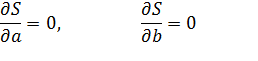 ∂S/∂a = 0, ∂S/∂b = 0